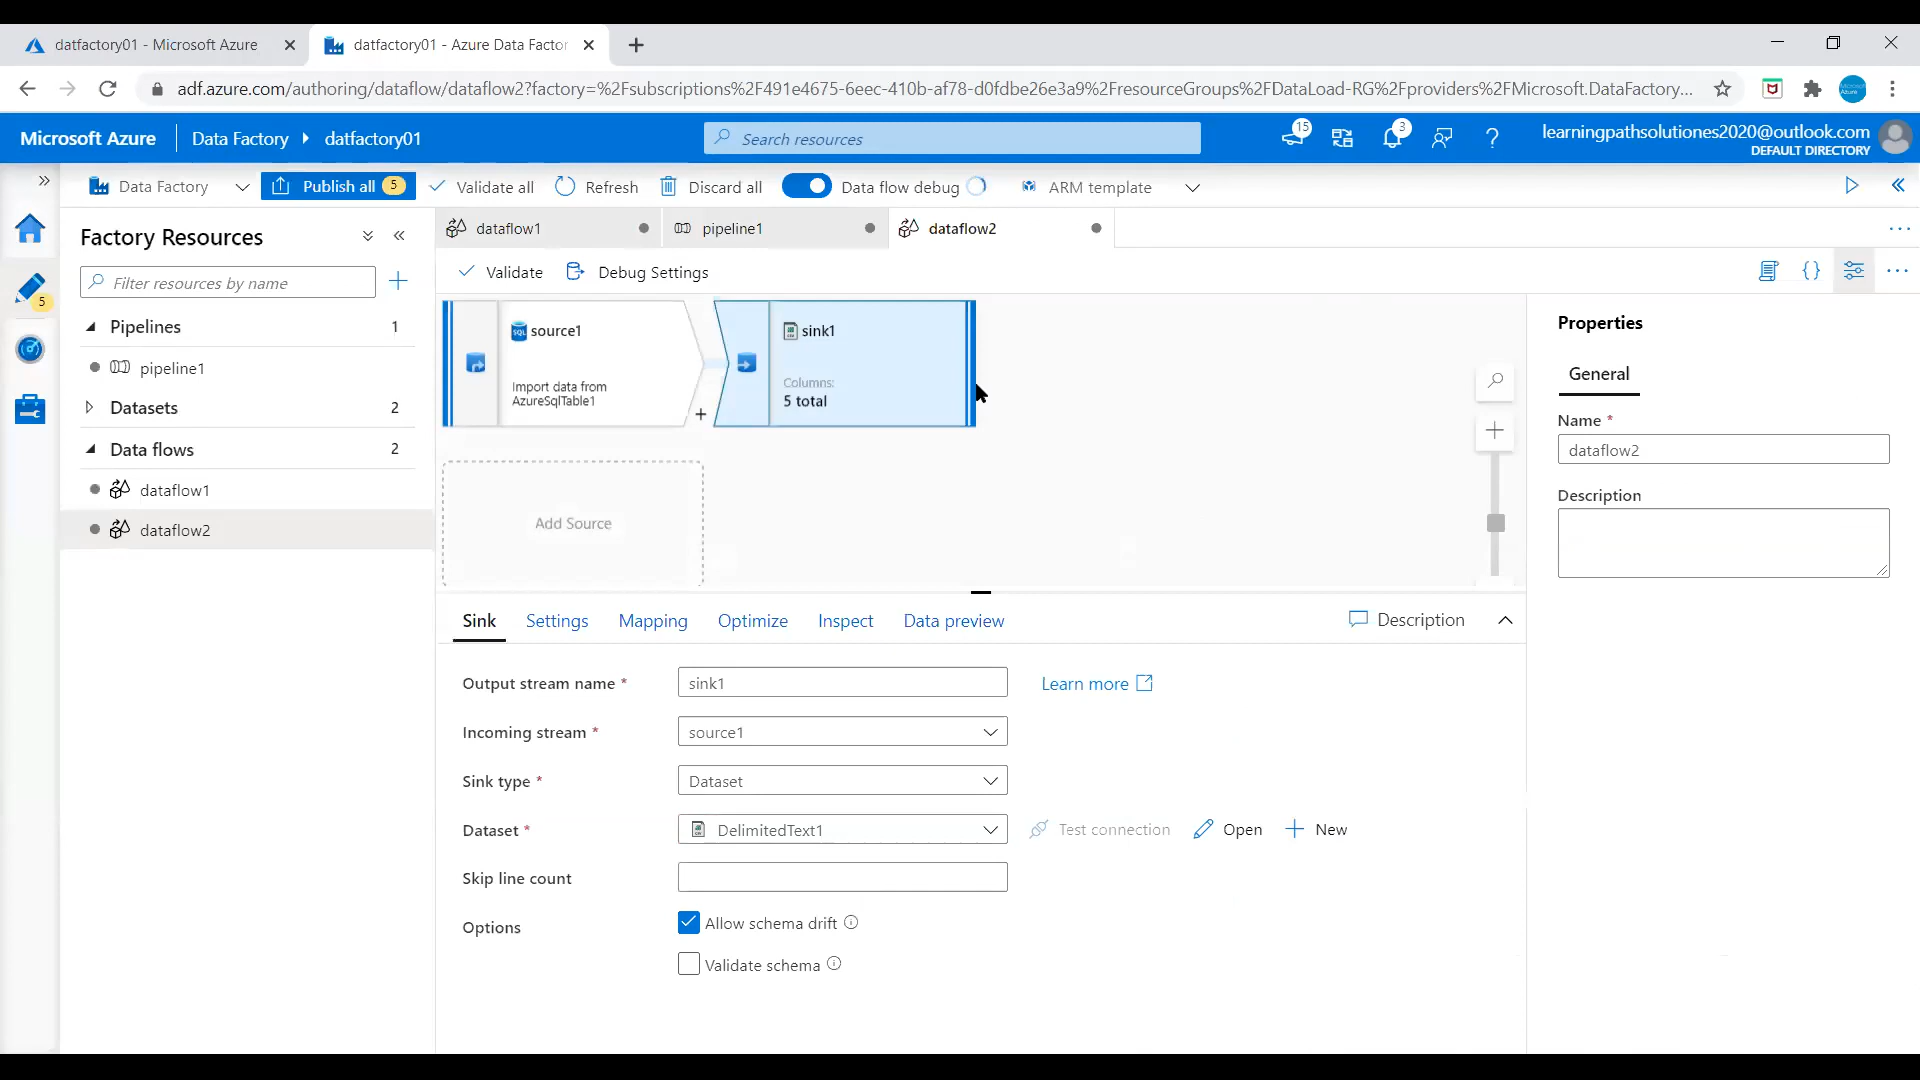 datfactory01 - Microsoft Azure
datfactory01 - Azure Data Factor
adf.azure.com/authoring/dataflow/dataflow2?factory=%2Fsubscriptions%2F491e4675-6eec-410b-af78-d0fdbe26e3a9%2FresourceGroups%2FDataLoad-RG%2Fproviders%2FMicrosoft.DataFactory...
Microsoft Azure
Data Factory
datfactory01
Search resources
15
3
learningpathsolutiones2020@outlook.com
DEFAULT DIRECTORY
Data Factory
Publish all 5
Validate all
Refresh
Discard all
Data flow debug
ARM template
Factory Resources
dataflow1
pipeline1
dataflow2
Filter resources by name
Validate
Debug Settings
5
Pipelines 1
pipeline1
Datasets 2
Data flows 2
dataflow1
dataflow2
SQL
source1
Import data from
AzureSqlTable1
sink1
Columns:
5 total
Add Source
Properties
General
Name *
dataflow2
Description
Sink
Settings
Mapping
Optimize
Inspect
Data preview
Description
Output stream name *
sink1
Learn more
Incoming stream *
source1
Sink type *
Dataset
Dataset *
DelimitedText1
Test connection
Open
New
Skip line count
Options
Allow schema drift
Validate schema